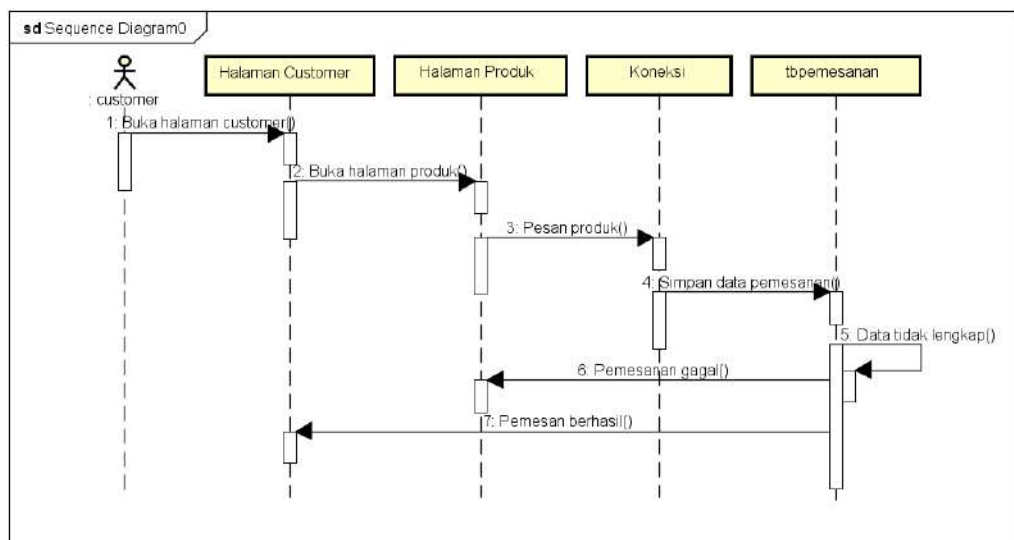 sd Sequence Diagram0
Halaman Customer
Halaman Produk
Koneksi
tbpemesanan
: customer
1: Buka halaman customer()
2: Buka halaman produk()
3: Pesan produk()
4: Simpan data pemesanan()
5: Data tidak lengkap()
6: Pemesanan gagal()
7: Pemesan berhasil()